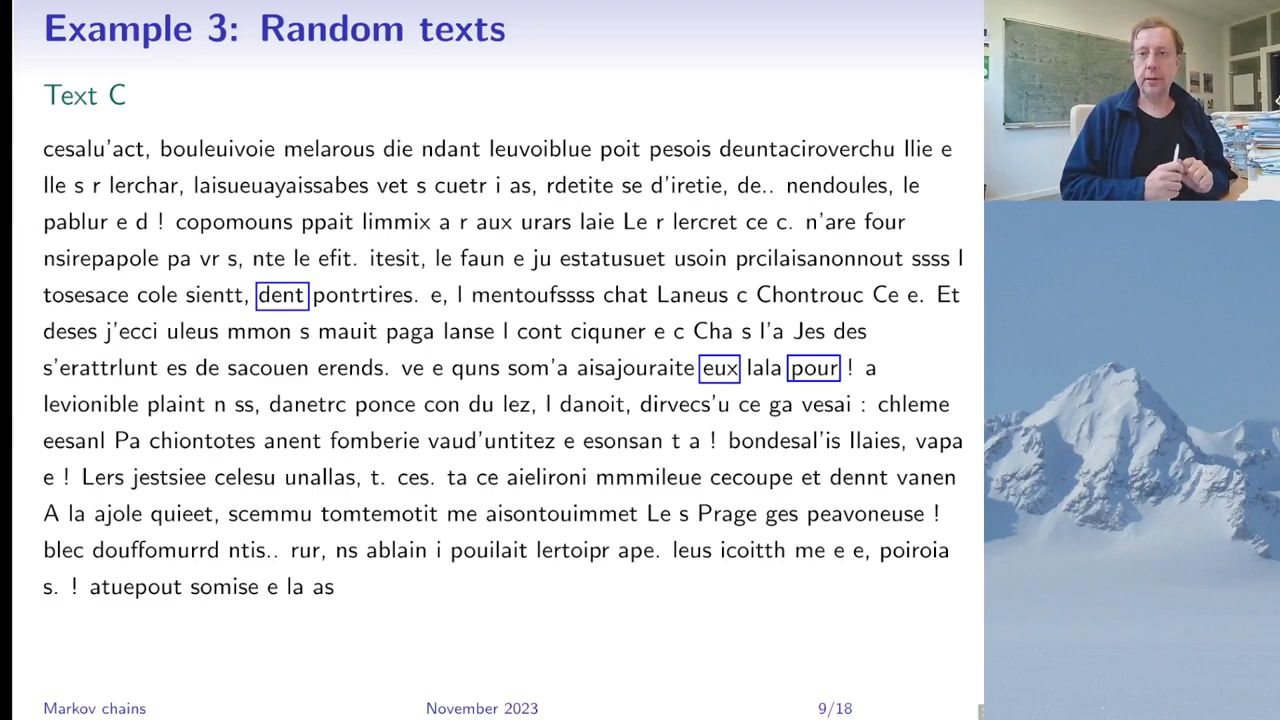 Example 3: Random texts
Text C
cesalu'act, bouleuivoie melarous die ndant leuvoiblue poit pesois deuntaciroverchu llie e
lle s r lerchar, laisueuayaissabes vet s cuetr i as, rdetite se d'iretie, de.. nendoules, le
pablur e d ! copomouns ppait limmix a r aux urars laie Le r lercret ce c. n'are four
nsirepapole pa vr s, nte le efit. itesit, le faun e ju estatusuet usoin prcilaisanonnout ssss l
tosesace cole sientt, dent pontrtires. e, l mentoufssss chat Laneus c Chontrouc Ce e. Et
deses j'ecci uleus mmon s mauit paga lanse l cont ciquner e c Cha s l'a Jes des
s'erattrlunt es de sacouen erends. ve e quns som'a aisajouraite eux lala pour ! a
levionible plaint n ss, danetrc ponce con du lez, l danoit, dirvecs'u ce ga vesai : chleme
eesanl Pa chiontotes anent fomberie vaud'untitez e esonsan t a ! bondesal'is llaies, vapa
e ! Lers jestsiee celesu unallas, t. ces. ta ce aielironi mmmileue cecoupe et dennt vanen
A la ajole quieet, scemmu tomtemotit me aisontouimmet Le s Prage ges peavoneuse !
blec douffomurrd ntis.. rur, ns ablain i pouilait lertoipr ape. leus icoitth me e e, poiroia
s. ! atuepout somise e la as
Markov chains November 2023 9/18